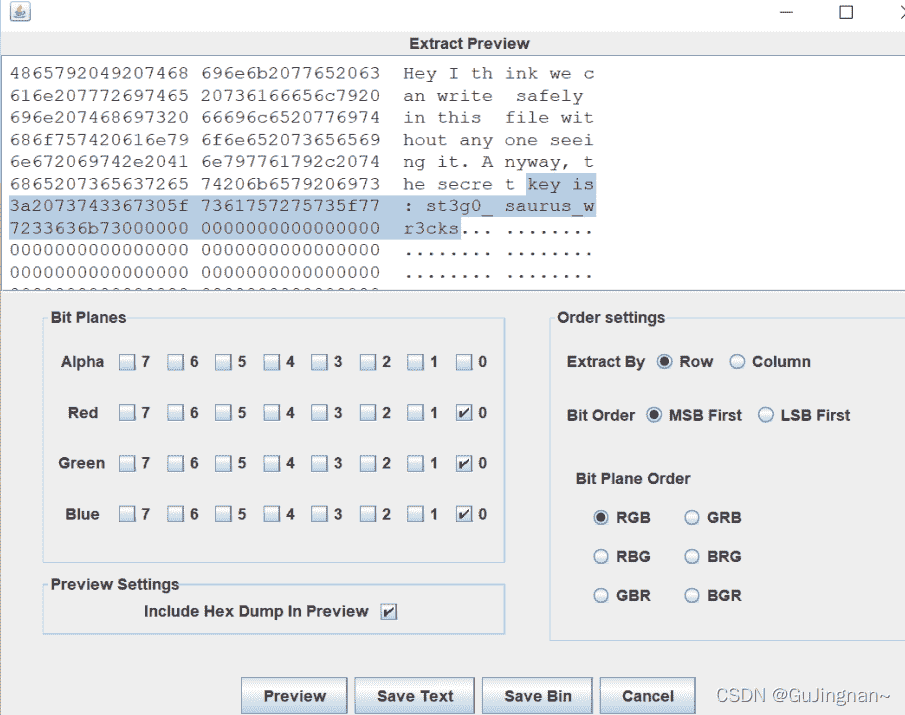 Extract Preview
4865792049207468 696e6b2077652063 Hey I th ink we c
616e207772697465 20736166656c7920 an write  safely
696e207468697320 66696c6520776974 in this  file wit
686f757420616e79 6f6e652073656569 hout any one seei
6e672069742e2041 6e797761792c2074 ng it. A nyway, t
6865207365637265 74206b6579206973 he secre t key is
3a2073743367305f 7361757275735f77 : st3g0_ saurus_w
7233636b73000000 0000000000000000 r3cks... ........
0000000000000000 0000000000000000 ........ ........
0000000000000000 0000000000000000 ........ ........
Bit Planes
Alpha 7 6 5 4 3 2 1 0
Red 7 6 5 4 3 2 1 0
Green 7 6 5 4 3 2 1 0
Blue 7 6 5 4 3 2 1 0
Preview Settings
Include Hex Dump In Preview
Order settings
Extract By Row Column
Bit Order MSB First LSB First
Bit Plane Order
RGB GRB
RBG BRG
GBR BGR
Preview Save Text Save Bin Cancel
CSDN @GuJingnan~